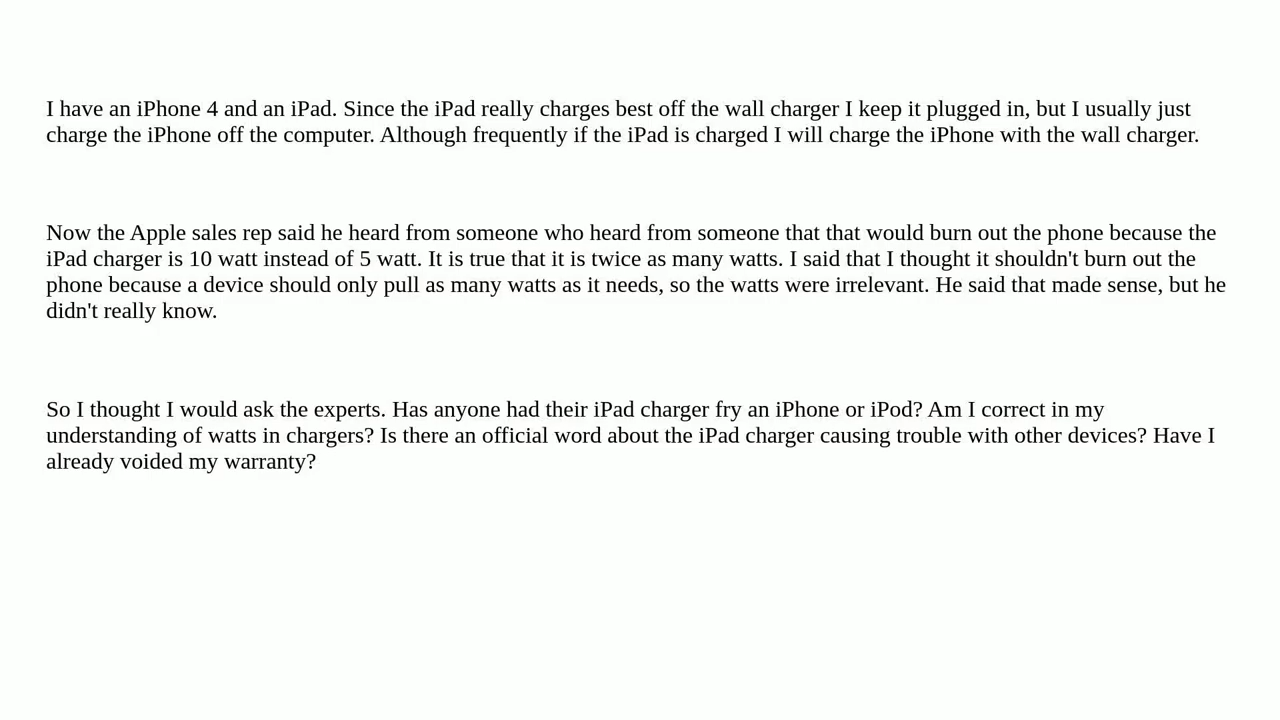 I have an iPhone 4 and an iPad. Since the iPad really charges best off the wall charger I keep it plugged in, but I usually just
charge the iPhone off the computer. Although frequently if the iPad is charged I will charge the iPhone with the wall charger.
Now the Apple sales rep said he heard from someone who heard from someone that that would burn out the phone because the
iPad charger is 10 watt instead of 5 watt. It is true that it is twice as many watts. I said that I thought it shouldn't burn out the
phone because a device should only pull as many watts as it needs, so the watts were irrelevant. He said that made sense, but he
didn't really know.
So I thought I would ask the experts. Has anyone had their iPad charger fry an iPhone or iPod? Am I correct in my
understanding of watts in chargers? Is there an official word about the iPad charger causing trouble with other devices? Have I
already voided my warranty?